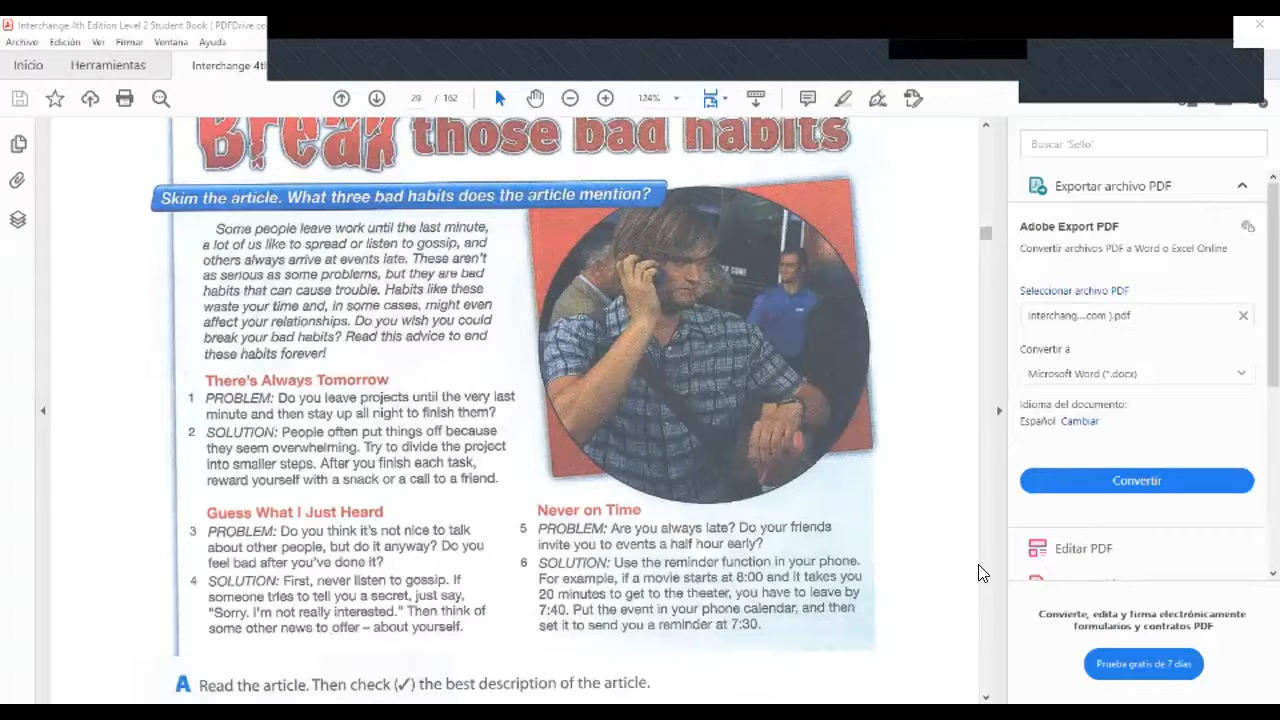 Interchange 4th Edition Level 2 Student Book ( PDFDrive.co
Archivo Edición Ver Firmar Ventana Ayuda
Inicio Herramientas Interchange 4th
29 / 162 124%
Break those bad habits
Skim the article. What three bad habits does the article mention?
Some people leave work until the last minute,
a lot of us like to spread or listen to gossip, and
others always arrive at events late. These aren't
as serious as some problems, but they are bad
habits that can cause trouble. Habits like these
waste your time and, in some cases, might even
affect your relationships. Do you wish you could
break your bad habits? Read this advice to end
these habits forever!
There's Always Tomorrow
1 PROBLEM: Do you leave projects until the very last
minute and then stay up all night to finish them?
2 SOLUTION: People often put things off because
they seem overwhelming. Try to divide the project
into smaller steps. After you finish each task,
reward yourself with a snack or a call to a friend.
Guess What I Just Heard
3 PROBLEM: Do you think it's not nice to talk
about other people, but do it anyway? Do you
feel bad after you've done it?
4 SOLUTION: First, never listen to gossip. If
someone tries to tell you a secret, just say,
"Sorry. I'm not really interested." Then think of
some other news to offer – about yourself.
Never on Time
5 PROBLEM: Are you always late? Do your friends
invite you to events a half hour early?
6 SOLUTION: Use the reminder function in your phone.
For example, if a movie starts at 8:00 and it takes you
20 minutes to get to the theater, you have to leave by
7:40. Put the event in your phone calendar, and then
set it to send you a reminder at 7:30.
A Read the article. Then check (✓) the best description of the article.
Buscar 'Sello'
Exportar archivo PDF
Adobe Export PDF
Convertir archivos PDF a Word o Excel Online
Seleccionar archivo PDF
Interchang...com ).pdf
Convertir a
Microsoft Word (*.docx)
Idioma del documento:
Español Cambiar
Convertir
Editar PDF
Convierte, edita y firma electrónicamente
formularios y contratos PDF
Prueba gratis de 7 días